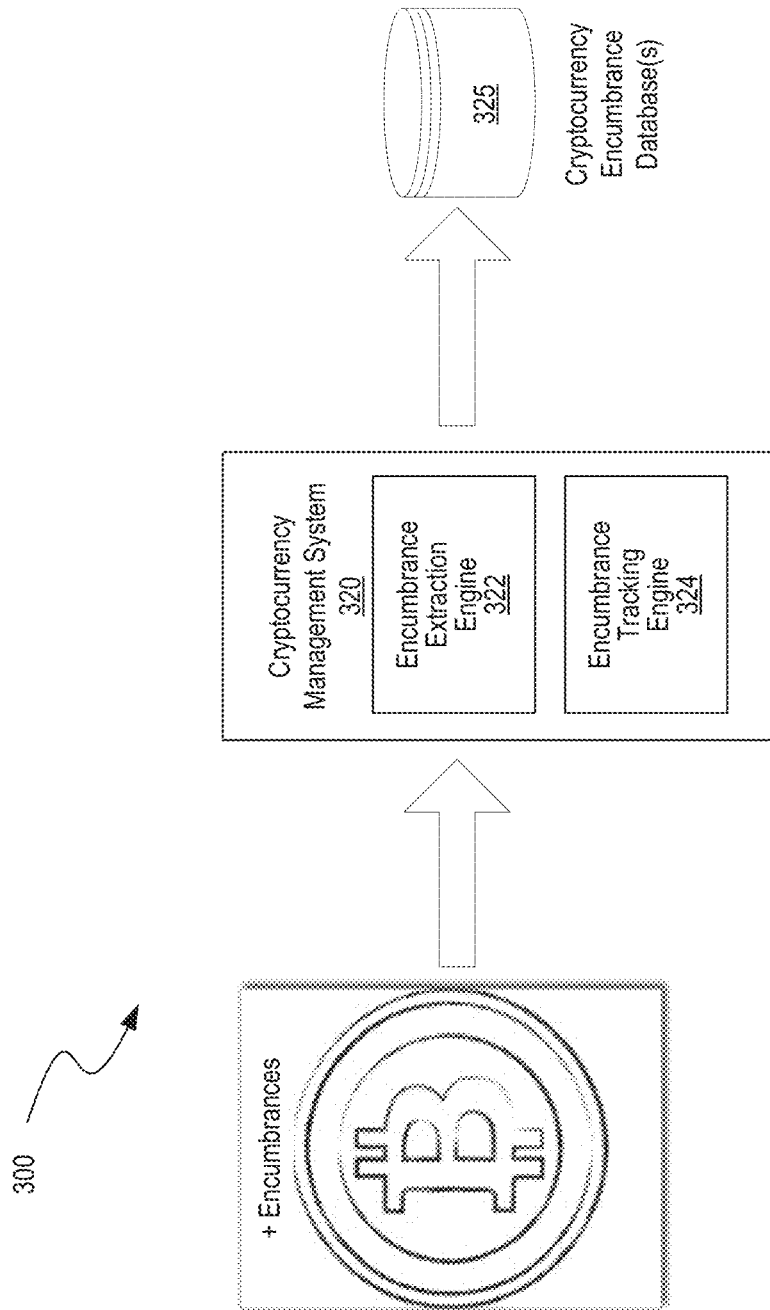 300
+ Encumbrances
Cryptocurrency
Management System
320
Encumbrance
Extraction
Engine
322
Encumbrance
Tracking
Engine
324
325
Cryptocurrency
Encumbrance
Database(s)